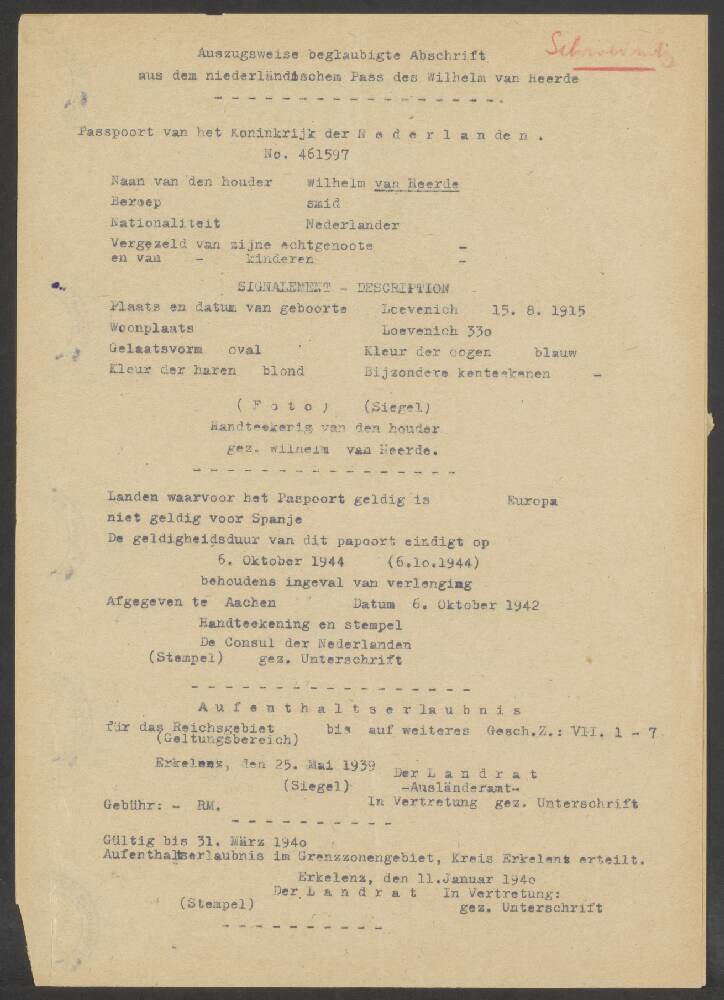 Auszugsweise beglaubigte Abschrift
aus dem niederländischem Pass des Wilhelm van Heerde
Passpoort van het Koninkrijk der N e d e r l a n d e n .
No. 461597
Naan van den houder Wilhelm van Heerde
Beroep smid
Nationaliteit Nederlander
Vergezeld van zijne echtgenoote -
en van - kinderen -
SIGNALEMENT - DESCRIPTION
Plaats en datum van geboorte Loevenich 15. 8. 1915
Woonplaats Loevenich 33o
Gelaatsvorm oval Kleur der oogen blauw
Kleur der haren blond Bijzondere kenteekenen -
( F o t o ) (Siegel)
Handteekerig van den houder
gez. Wilhelm van Heerde.
Landen waarvoor het Paspoort geldig is Europa
niet geldig voor Spanje
De geldigheidsduur van dit papoort eindigt op
6. Oktober 1944 (6.1o.1944)
behoudens ingeval van verlenging
Afgegeven te Aachen Datum 6. Oktober 1942
Handteekening en stempel
De Consul der Nederlanden
(Stempel) gez. Unterschrift
A u f e n t h a l t s e r l a u b n i s
für das Reichsgebiet bis auf weiteres Gesch.Z.: VII. 1 - 7
(Geltungsbereich)
Erkelenz, den 25. Mai 1939 Der L a n d r a t
(Siegel) -Ausländeramt-
Gebühr: - RM. In Vertretung gez. Unterschrift
Gültig bis 31. März 194o
Aufenthaltserlaubnis im Grenzzonengebiet, Kreis Erkelenz erteilt.
Erkelenz, den 11.Januar 194o
Der L a n d r a t In Vertretung:
(Stempel) gez. Unterschrift